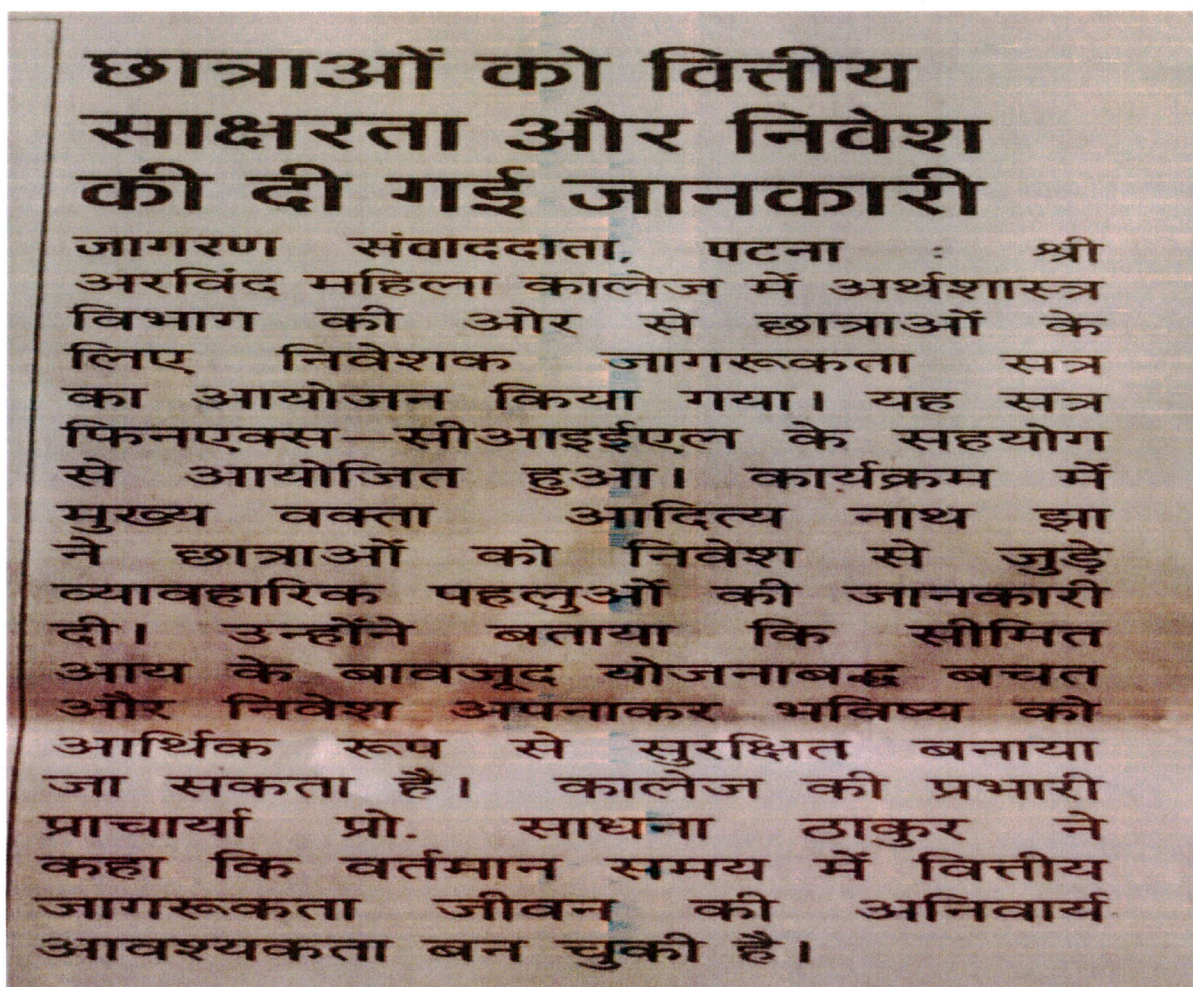 छात्राओं को वित्तीय
साक्षरता और निवेश
की दी गई जानकारी
जागरण संवाददाता, पटना : श्री
अरविंद महिला कालेज में अर्थशास्त्र
विभाग की ओर से छात्राओं के
लिए निवेशक जागरूकता सत्र
का आयोजन किया गया। यह सत्र
फिनएक्स–सीआइईएल के सहयोग
से आयोजित हुआ। कार्यक्रम में
मुख्य वक्ता आदित्य नाथ झा
ने छात्राओं को निवेश से जुड़े
व्यावहारिक पहलुओं की जानकारी
दी। उन्होंने बताया कि सीमित
आय के बावजूद योजनाबद्ध बचत
और निवेश अपनाकर भविष्य को
आर्थिक रूप से सुरक्षित बनाया
जा सकता है। कालेज की प्रभारी
प्राचार्या प्रो. साधना ठाकुर ने
कहा कि वर्तमान समय में वित्तीय
जागरूकता जीवन की अनिवार्य
आवश्यकता बन चुकी है।